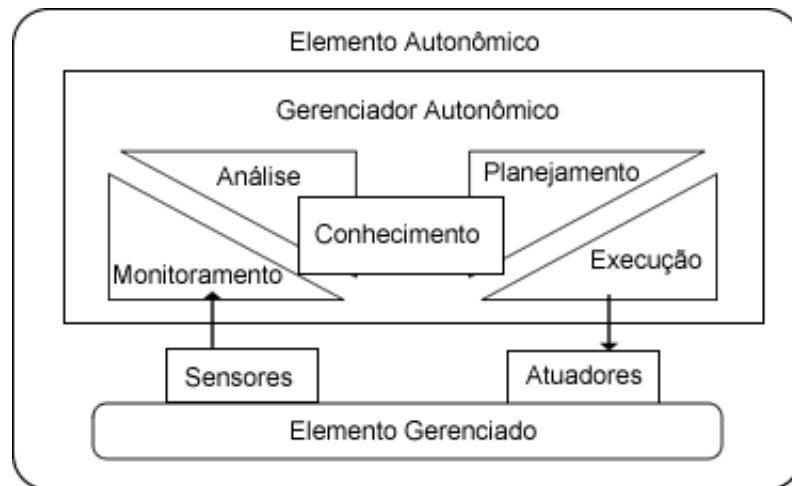 Elemento Autonômico
Gerenciador Autonômico
Análise
Planejamento
Conhecimento
Monitoramento
Execução
Sensores
Atuadores
Elemento Gerenciado